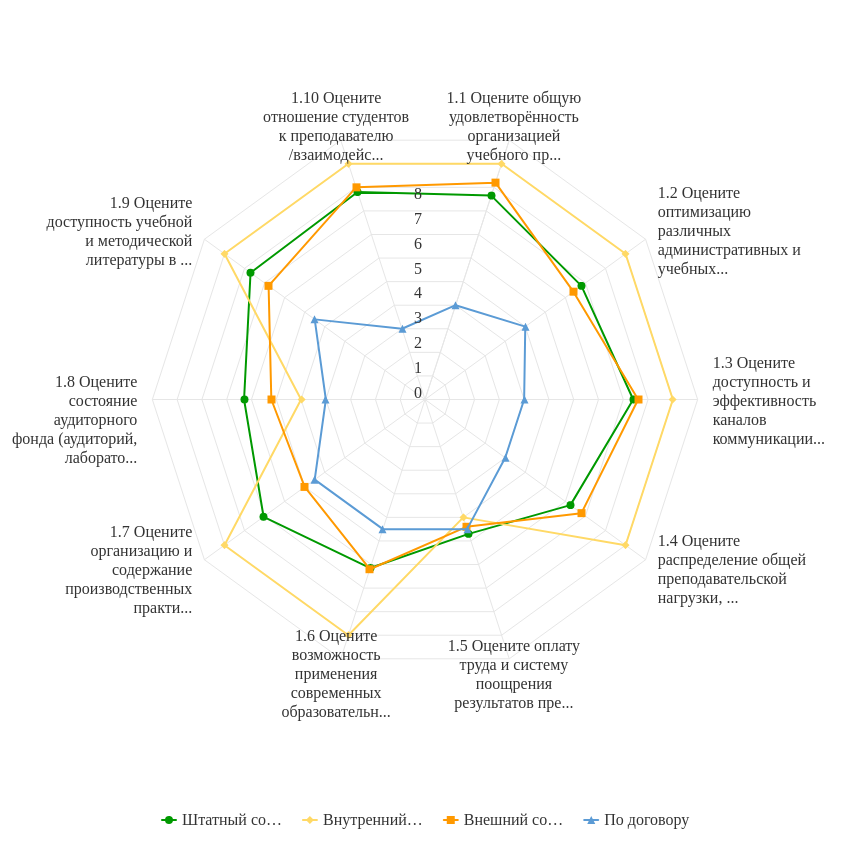 1.10 Оцените
отношение студентов
к преподавателю
/взаимодейс...
1.1 Оцените общую
удовлетворённость
организацией
учебного пр...
1.2 Оцените
оптимизацию
различных
административных и
учебных...
1.3 Оцените
доступность и
эффективность
каналов
коммуникации...
1.4 Оцените
распределение общей
преподавательской
нагрузки, ...
1.5 Оцените оплату
труда и систему
поощрения
результатов пре...
1.6 Оцените
возможность
применения
современных
образовательн...
1.7 Оцените
организацию и
содержание
производственных
практи...
1.8 Оцените
состояние
аудиторного
фонда (аудиторий,
лаборато...
1.9 Оцените
доступность учебной
и методической
литературы в ...
8
7
6
5
4
3
2
1
0
Штатный со…
Внутренний…
Внешний со…
По договору